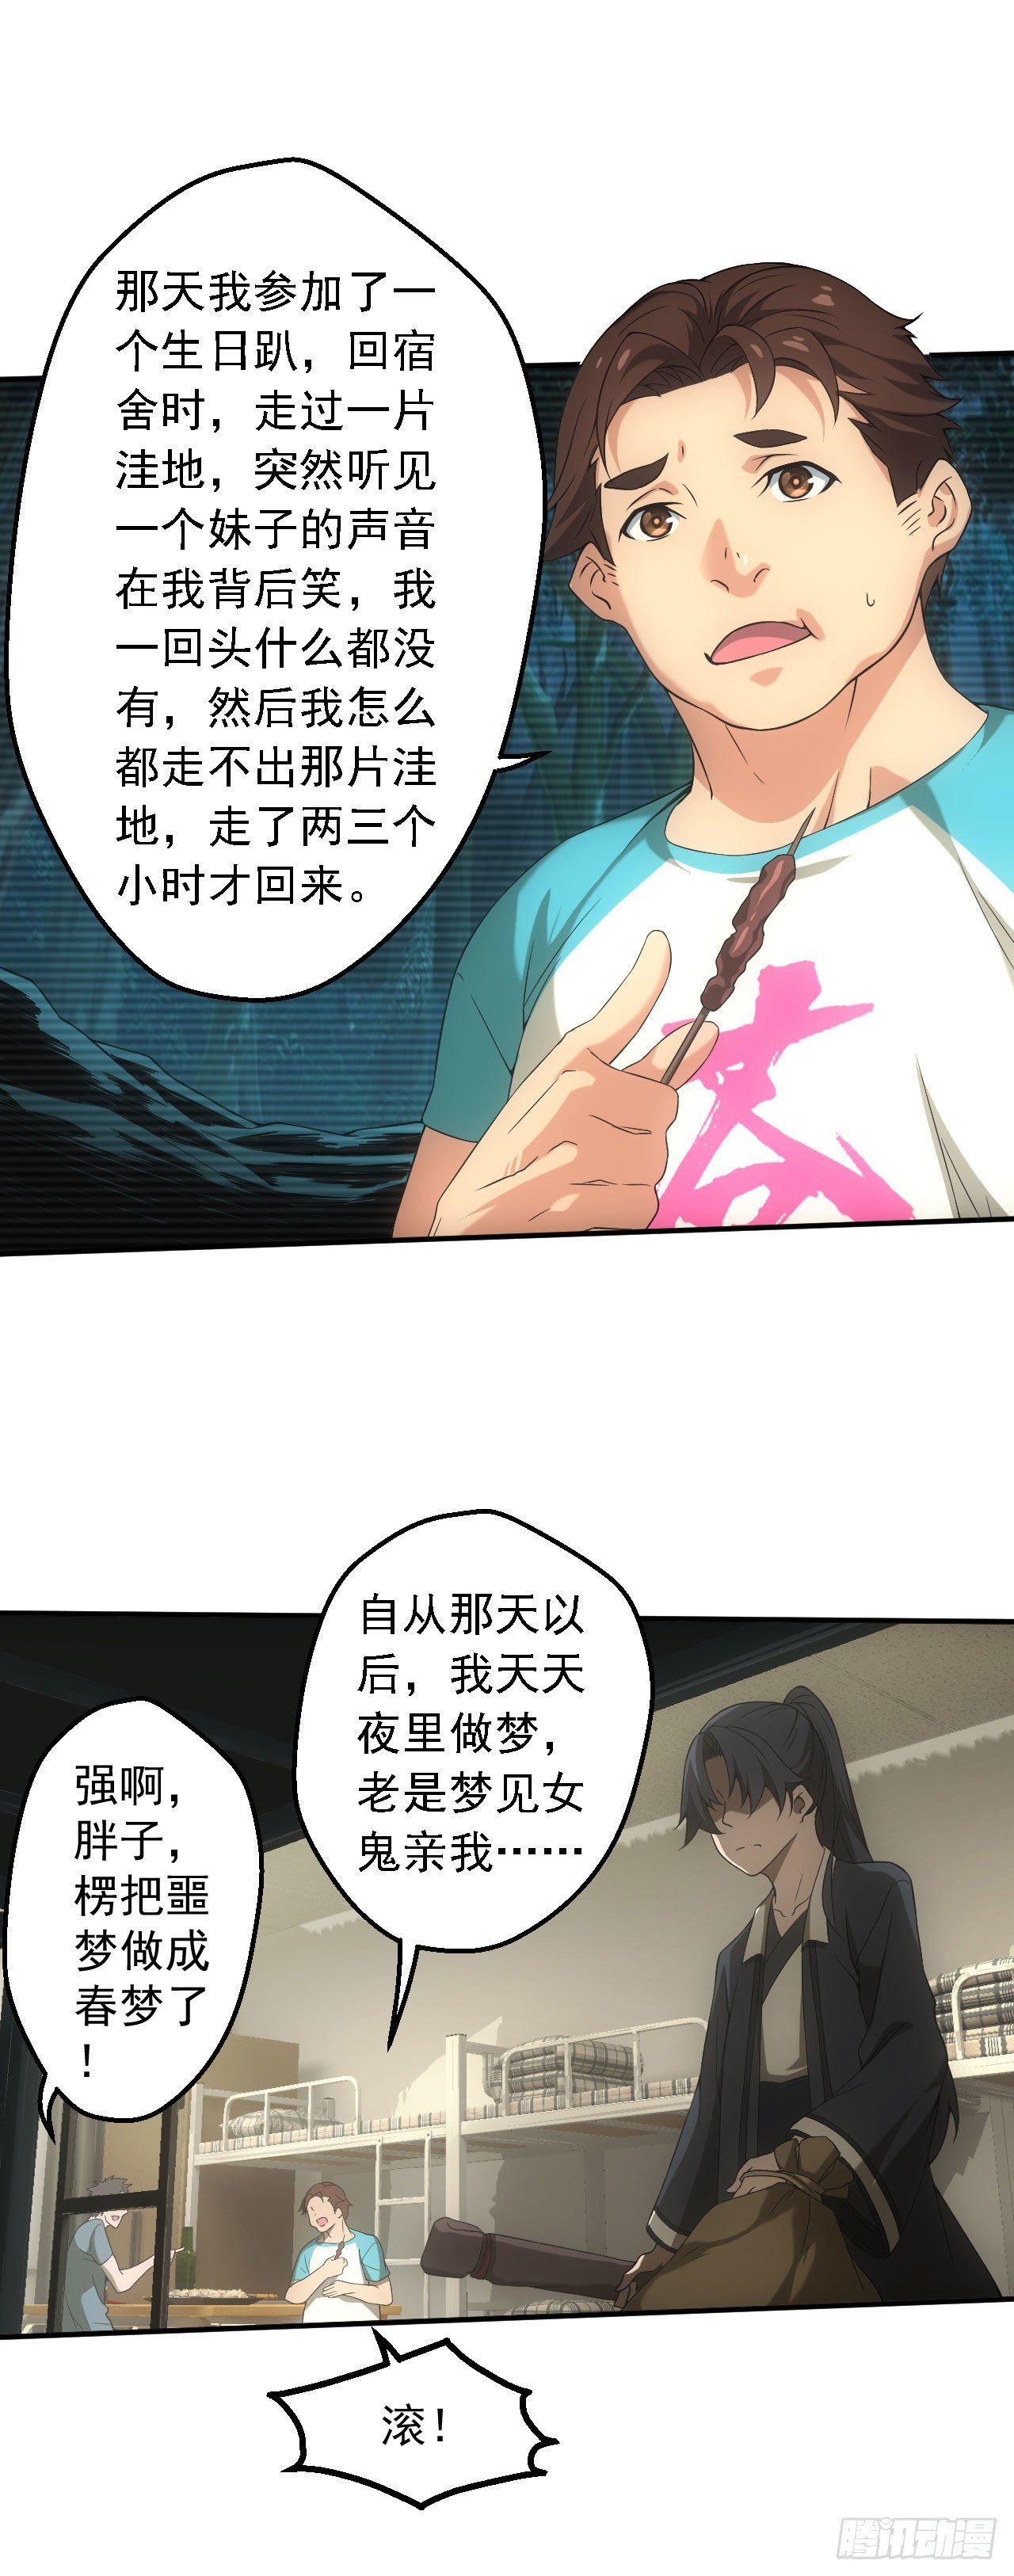 那天我参加了一
个生日趴，回宿
舍时，走过一片
洼地，突然听见
一个妹子的声音
在我背后笑，我
一回头什么都没
有，然后我怎么
都走不出那片洼
地，走了两三个
小时才回来。
自从那天以
后，我天天
夜里做梦，
老是梦见女
鬼亲我……
强啊，
胖子，
楞把噩
梦做成
春梦了
！
滚！
腾讯动漫